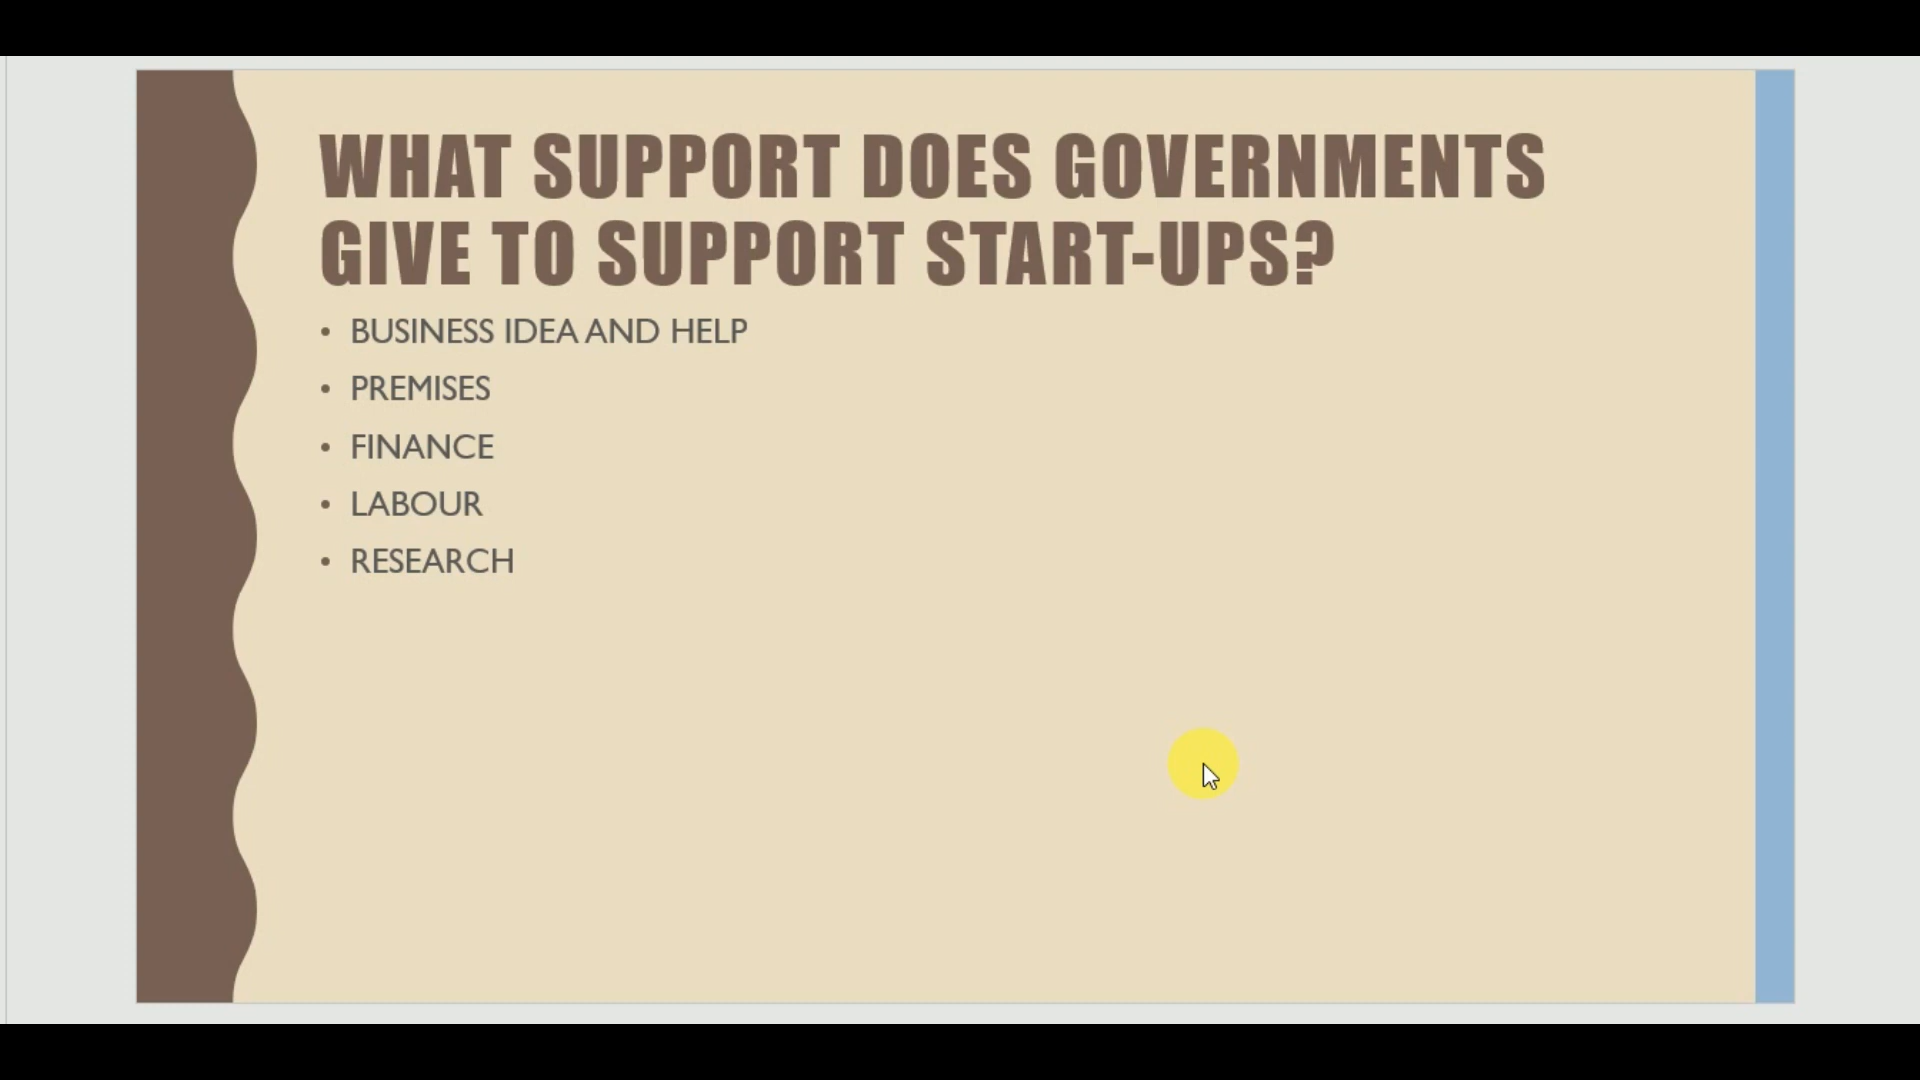 WHAT SUPPORT DOES GOVERNMENTS
GIVE TO SUPPORT START-UPS?
• BUSINESS IDEA AND HELP
• PREMISES
• FINANCE
• LABOUR
• RESEARCH